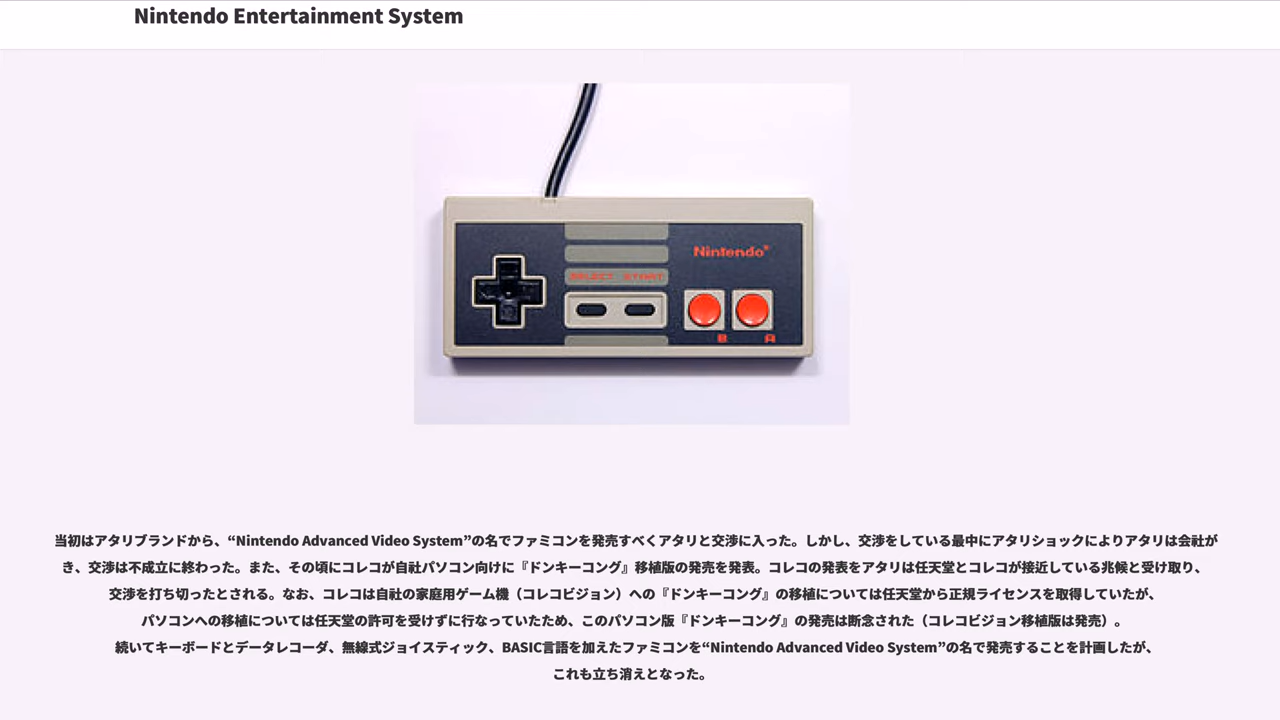 Nintendo Entertainment System
Nintendo®
SELECT START
B A
当初はアタリブランドから、“Nintendo Advanced Video System”の名でファミコンを発売すべくアタリと交渉に入った。しかし、交渉をしている最中にアタリショックによりアタリは会社が
き、交渉は不成立に終わった。また、その頃にコレコが自社パソコン向けに『ドンキーコング』移植版の発売を発表。コレコの発表をアタリは任天堂とコレコが接近している兆候と受け取り、
交渉を打ち切ったとされる。なお、コレコは自社の家庭用ゲーム機（コレコビジョン）への『ドンキーコング』の移植については任天堂から正規ライセンスを取得していたが、
パソコンへの移植については任天堂の許可を受けずに行なっていたため、このパソコン版『ドンキーコング』の発売は断念された（コレコビジョン移植版は発売）。
続いてキーボードとデータレコーダ、無線式ジョイスティック、BASIC言語を加えたファミコンを“Nintendo Advanced Video System”の名で発売することを計画したが、
これも立ち消えとなった。